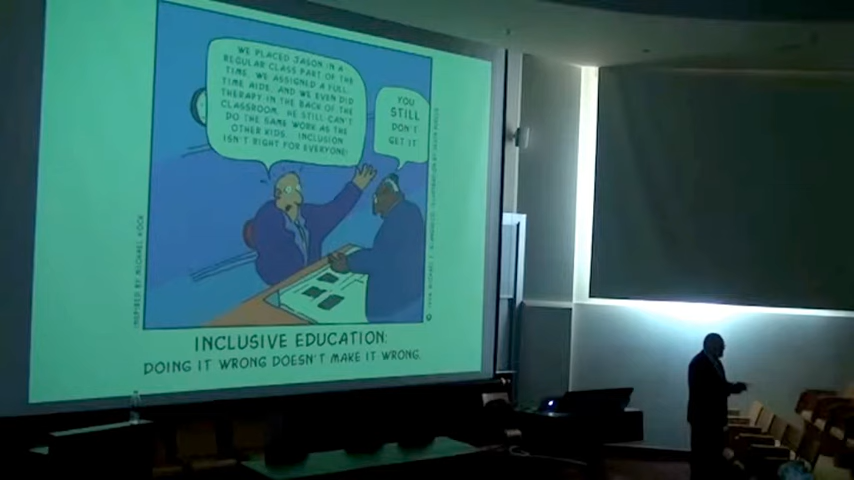 WE PLACED JASON IN A
REGULAR CLASS PART OF THE
TIME, WE ASSIGNED A FULL
TIME AIDE, AND WE EVEN DID
THERAPY IN THE BACK OF THE
CLASSROOM. HE STILL CAN'T
DO THE SAME WORK AS THE
OTHER KIDS. INCLUSION
ISN'T RIGHT FOR EVERYONE!
YOU
STILL
DON'T
GET IT
INSPIRED BY MICHAEL KOCH
INCLUSIVE EDUCATION:
DOING IT WRONG DOESN'T MAKE IT WRONG.